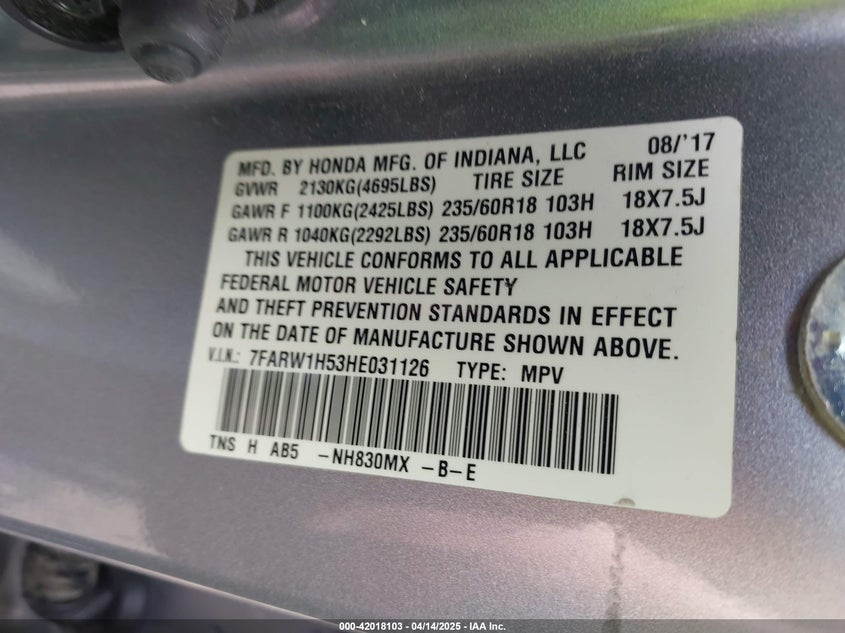 MFD. BY HONDA MFG. OF INDIANA, LLC 08/'17
GVWR 2130KG(4695LBS) TIRE SIZE RIM SIZE
GAWR F 1100KG(2425LBS) 235/60R18 103H 18X7.5J
GAWR R 1040KG(2292LBS) 235/60R18 103H 18X7.5J
THIS VEHICLE CONFORMS TO ALL APPLICABLE
FEDERAL MOTOR VEHICLE SAFETY
AND THEFT PREVENTION STANDARDS IN EFFECT
ON THE DATE OF MANUFACTURE SHOWN ABOVE.
V.I.N.: 7FARW1H53HE031126 TYPE: MPV
TNS H AB5 -NH830MX -B-E
000-42018103 - 04/14/2025 - IAA Inc.